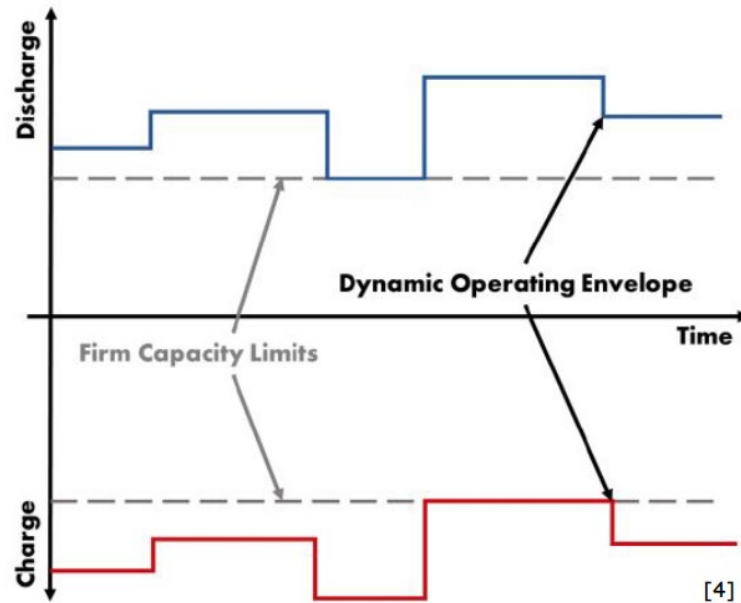 Discharge
Dynamic Operating Envelope
Time
Firm Capacity Limits
Charge
[4]